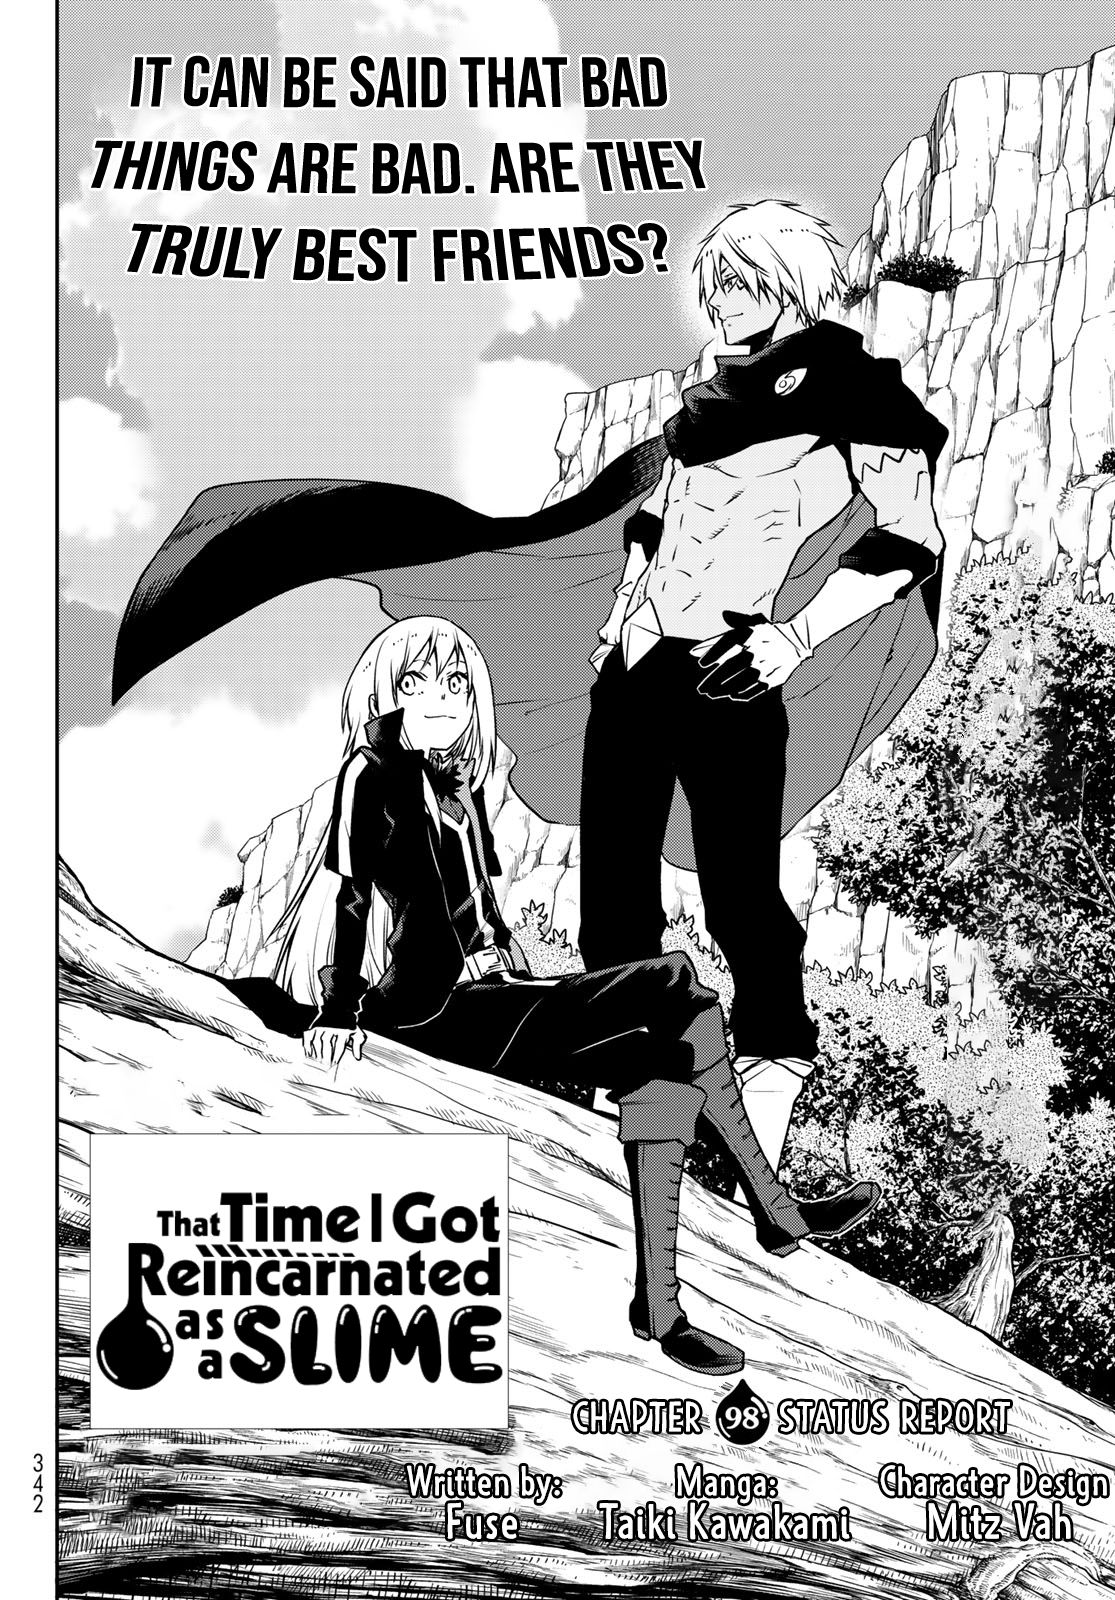 IT CAN BE SAID THAT BAD
THINGS ARE BAD. ARE THEY
TRULY BEST FRIENDS?
That Time I Got
Reincarnated
as
a SLIME
CHAPTER 98 STATUS REPORT
Written by:
Fuse
Manga:
Taiki Kawakami
Character Design
Mitz Vah
342